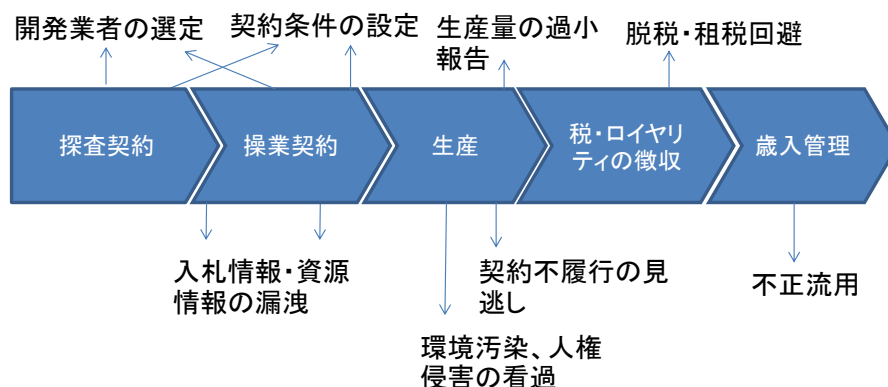 開発業者の選定
契約条件の設定
生産量の過小
報告
脱税・租税回避
探査契約
操業契約
生産
税・ロイヤリ
ティの徴収
歳入管理
入札情報・資源
情報の漏洩
契約不履行の見
逃し
不正流用
環境汚染、人権
侵害の看過